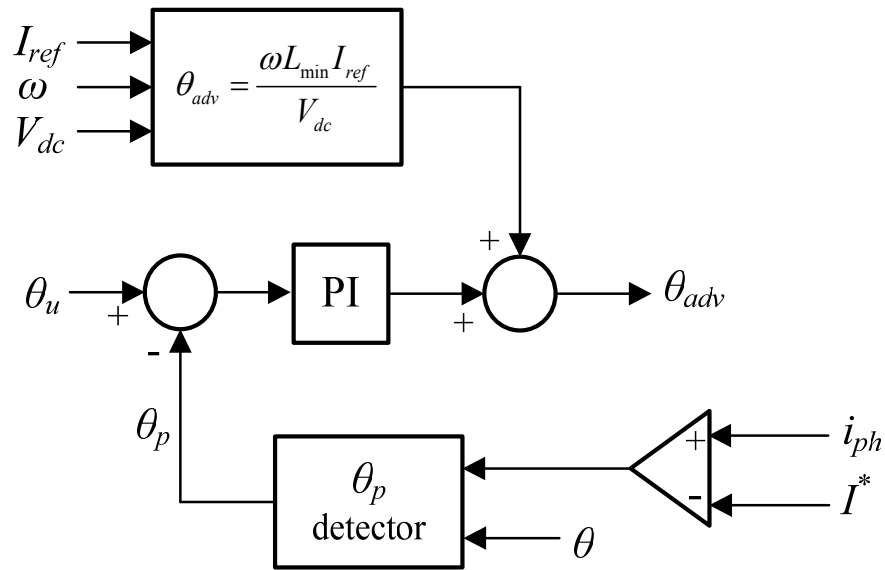 I_ref
ω
V_dc
θ_adv = ωL_min I_ref / V_dc
+
θ_u
+
-
PI
+
θ_adv
θ_p
θ_p
detector
θ
+
-
i_ph
I*